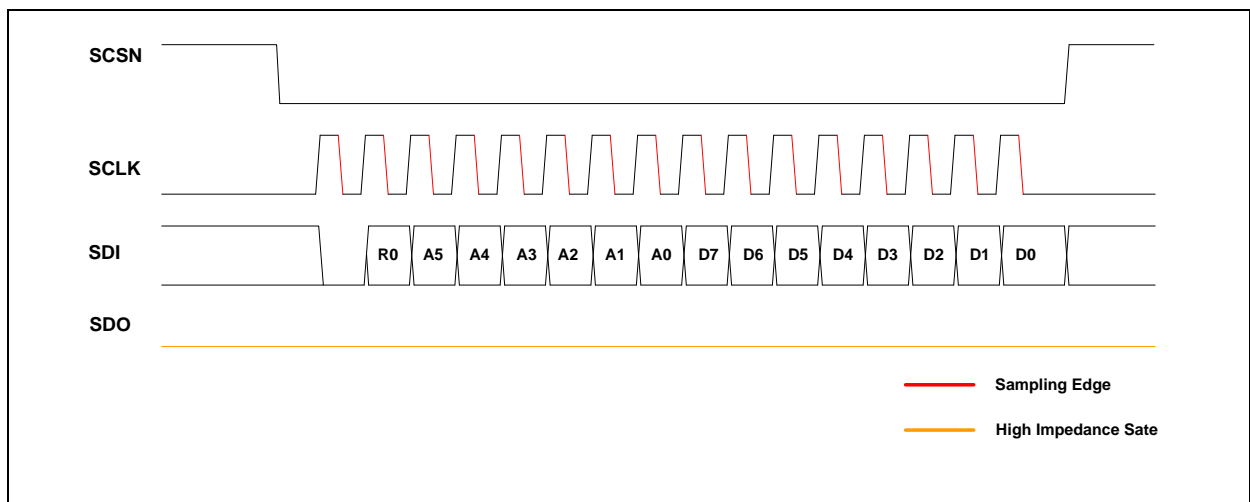 SCSN
SCLK
SDI
R0 A5 A4 A3 A2 A1 A0 D7 D6 D5 D4 D3 D2 D1 D0
SDO
Sampling Edge
High Impedance Sate